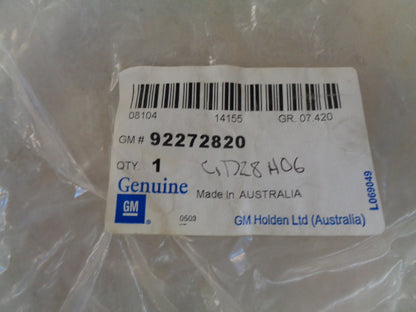 08104 14155 GR. 07.420
GM # 92272820
QTY. 1 GD28H06
Genuine
Made In AUSTRALIA
GM
0503
GM Holden Ltd (Australia)
L069049